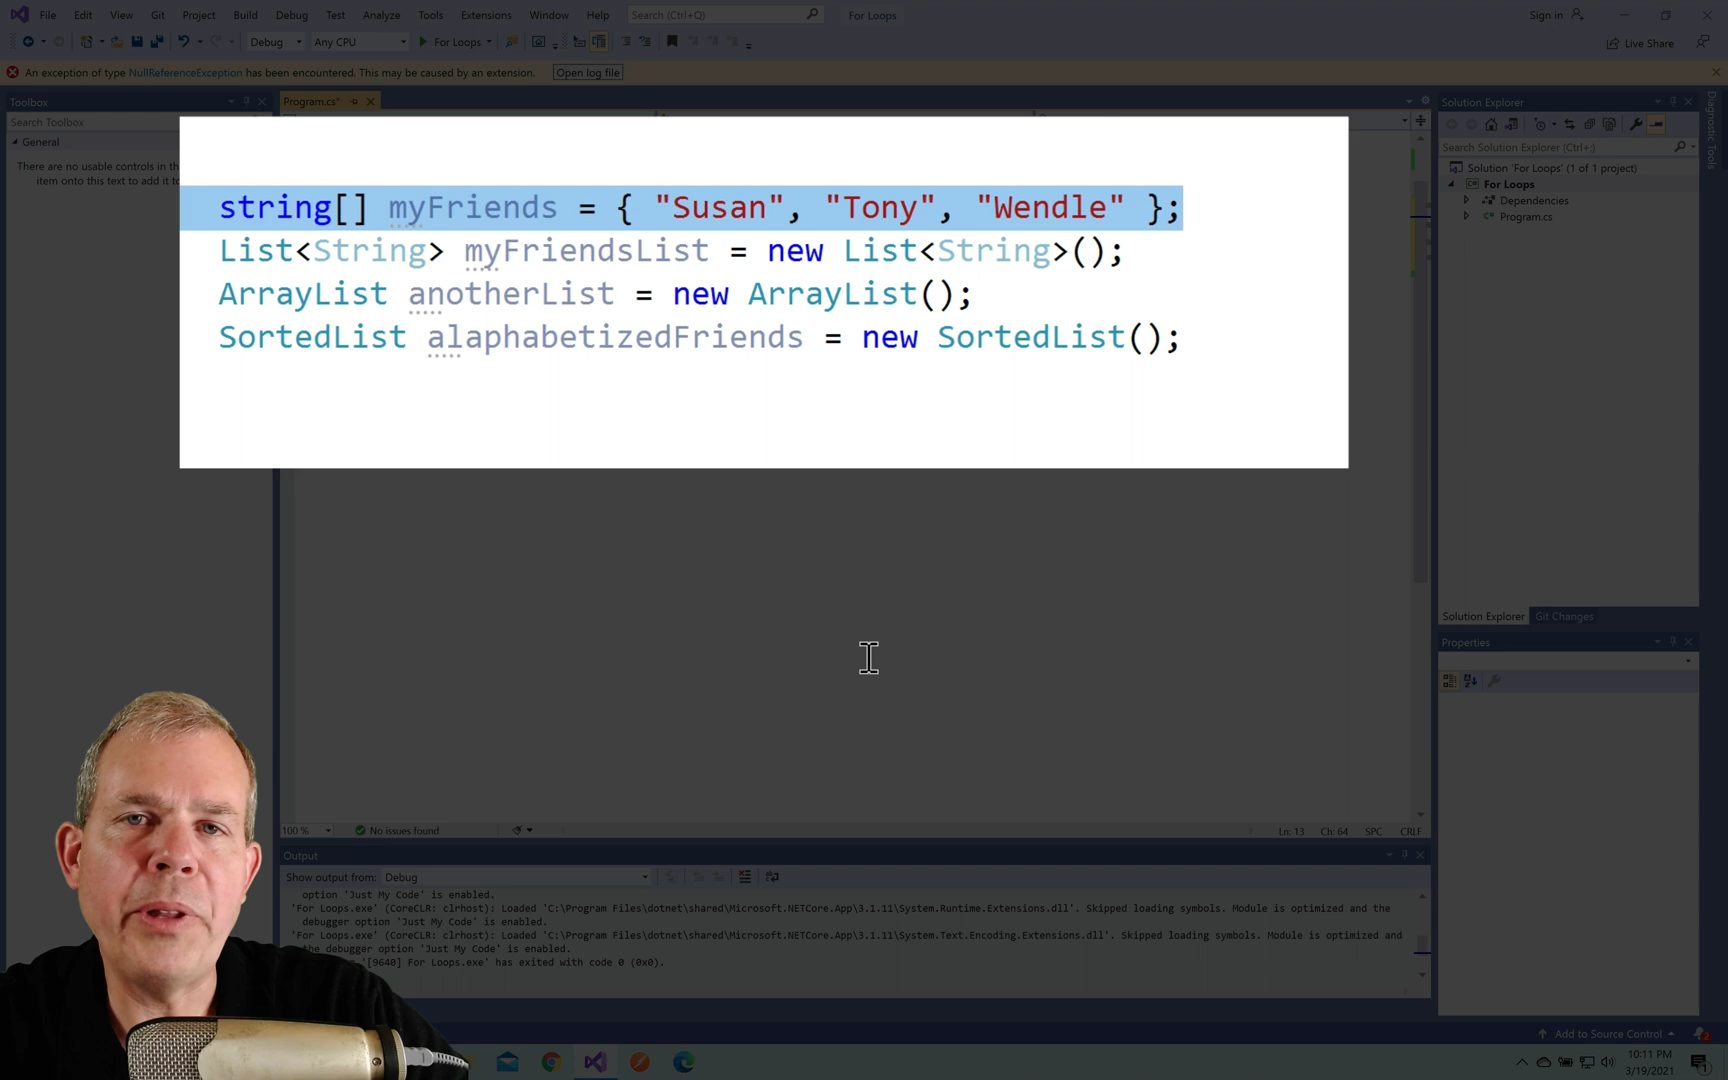 File Edit View Git Project Build Debug Test Analyze Tools Extensions Window Help Search (Ctrl+Q) For Loops Sign in
Debug Any CPU For Loops Live Share
An exception of type NullReferenceException has been encountered. This may be caused by an extension. Open log file
Toolbox
Search Toolbox
General
There are no usable controls in th
item onto this text to add it to
Program.cs*
string[] myFriends = { "Susan", "Tony", "Wendle" };
List<String> myFriendsList = new List<String>();
ArrayList anotherList = new ArrayList();
SortedList alaphabetizedFriends = new SortedList();
100 % No issues found Ln: 13 Ch: 64 SPC CRLF
Output
Show output from: Debug
option 'Just My Code' is enabled.
'For Loops.exe' (CoreCLR: clrhost): Loaded 'C:\Program Files\dotnet\shared\Microsoft.NETCore.App\3.1.11\System.Runtime.Extensions.dll'. Skipped loading symbols. Module is optimized and the
debugger option 'Just My Code' is enabled.
'For Loops.exe' (CoreCLR: clrhost): Loaded 'C:\Program Files\dotnet\shared\Microsoft.NETCore.App\3.1.11\System.Text.Encoding.Extensions.dll'. Skipped loading symbols. Module is optimized and
the debugger option 'Just My Code' is enabled.
'[9640] For Loops.exe' has exited with code 0 (0x0).
Solution Explorer
Search Solution Explorer (Ctrl+;)
Solution 'For Loops' (1 of 1 project)
For Loops
Dependencies
Program.cs
Solution Explorer Git Changes
Properties
Diagnostic Tools
Add to Source Control 2
10:11 PM
3/19/2021